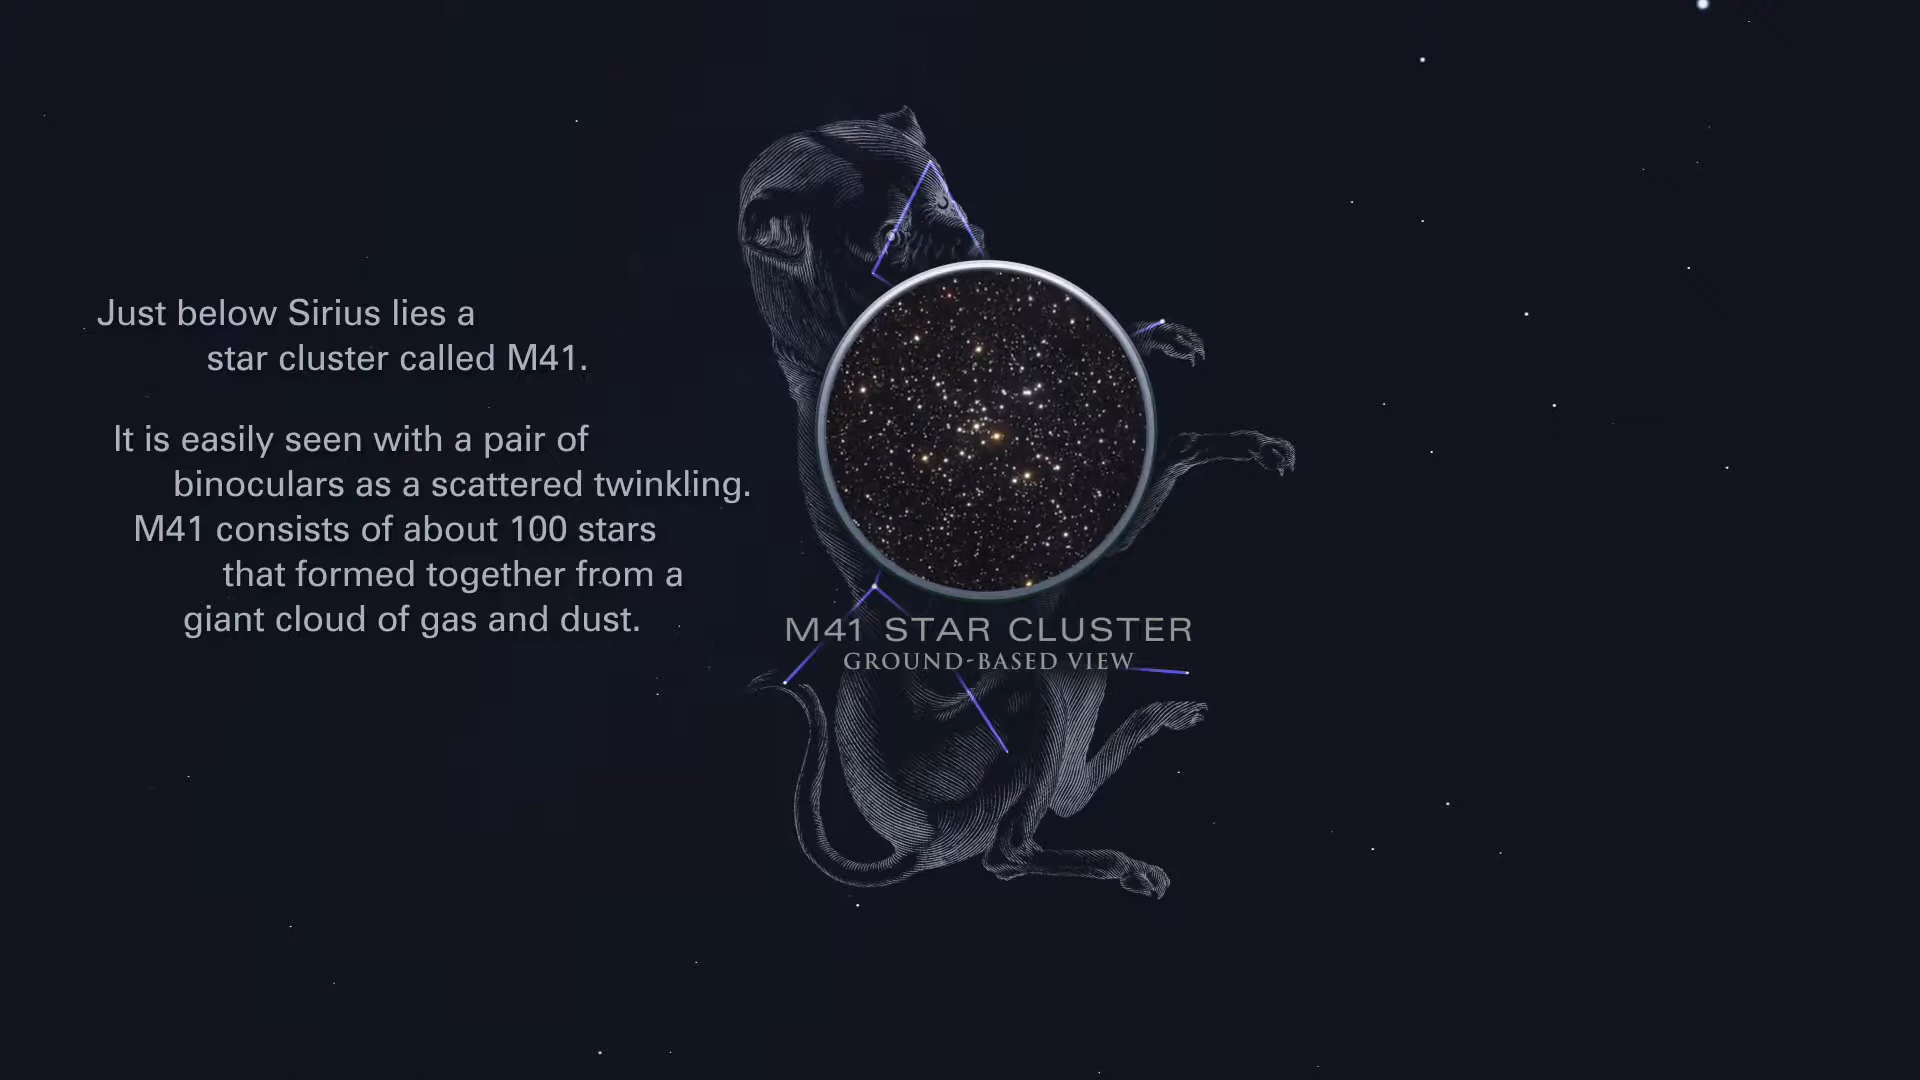 Just below Sirius lies a
star cluster called M41.
It is easily seen with a pair of
binoculars as a scattered twinkling.
M41 consists of about 100 stars
that formed together from a
giant cloud of gas and dust.
M41 STAR CLUSTER
GROUND-BASED VIEW